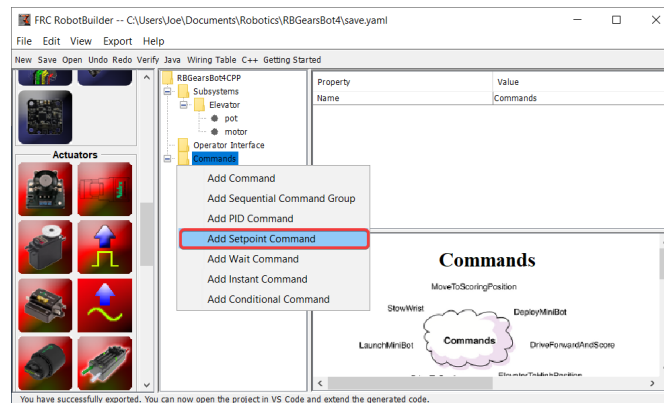 FRC RobotBuilder -- C:\Users\Joe\Documents\Robotics\RBGearsBot4\save.yaml
File Edit View Export Help
New Save Open Undo Redo Verify Java Wiring Table C++ Getting Started
RBGearsBot4CPP
Subsystems
Elevator
pot
motor
Operator Interface
Commands
Property Value
Name Commands
Actuators
Add Command
Add Sequential Command Group
Add PID Command
Add Setpoint Command
Add Wait Command
Add Instant Command
Add Conditional Command
Commands
MoveToScoringPosition
StowWrist
DeployMiniBot
LaunchMiniBot
Commands
DriveForwardAndScore
ElevatorToHighPosition
You have successfully exported. You can now open the project in VS Code and extend the generated code.